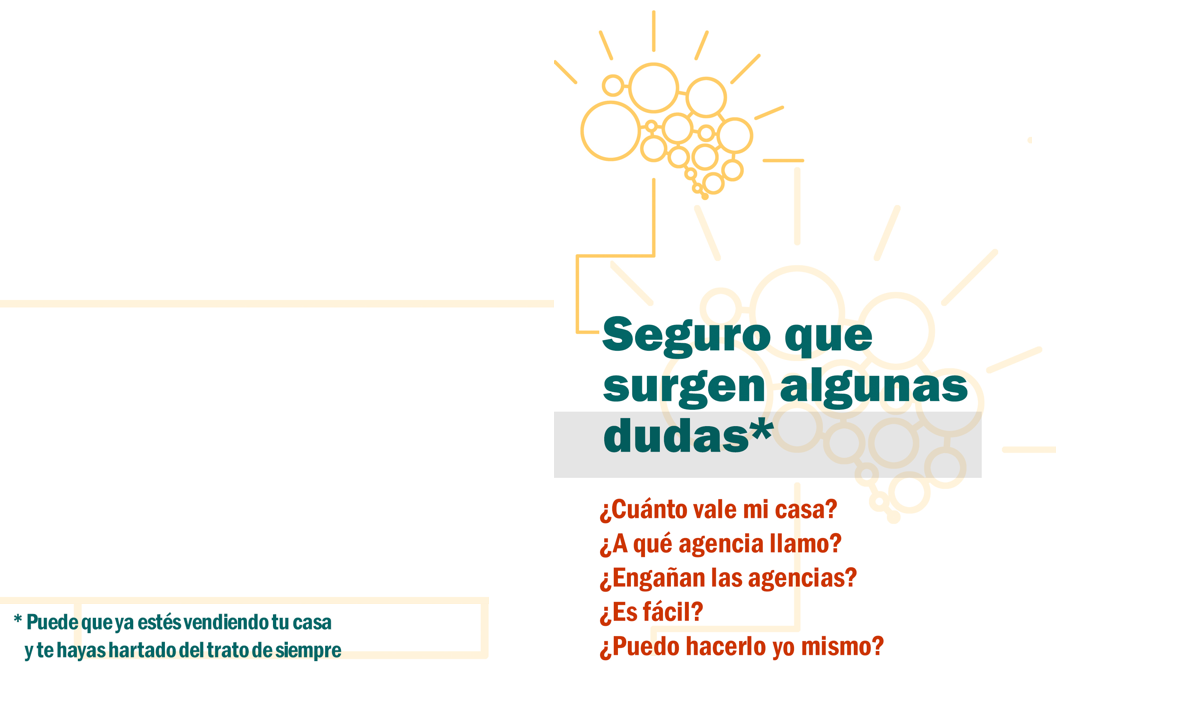 Seguro que
surgen algunas
dudas*
¿Cuánto vale mi casa?
¿A qué agencia llamo?
¿Engañan las agencias?
¿Es fácil?
¿Puedo hacerlo yo mismo?
* Puede que ya estés vendiendo tu casa
y te hayas hartado del trato de siempre